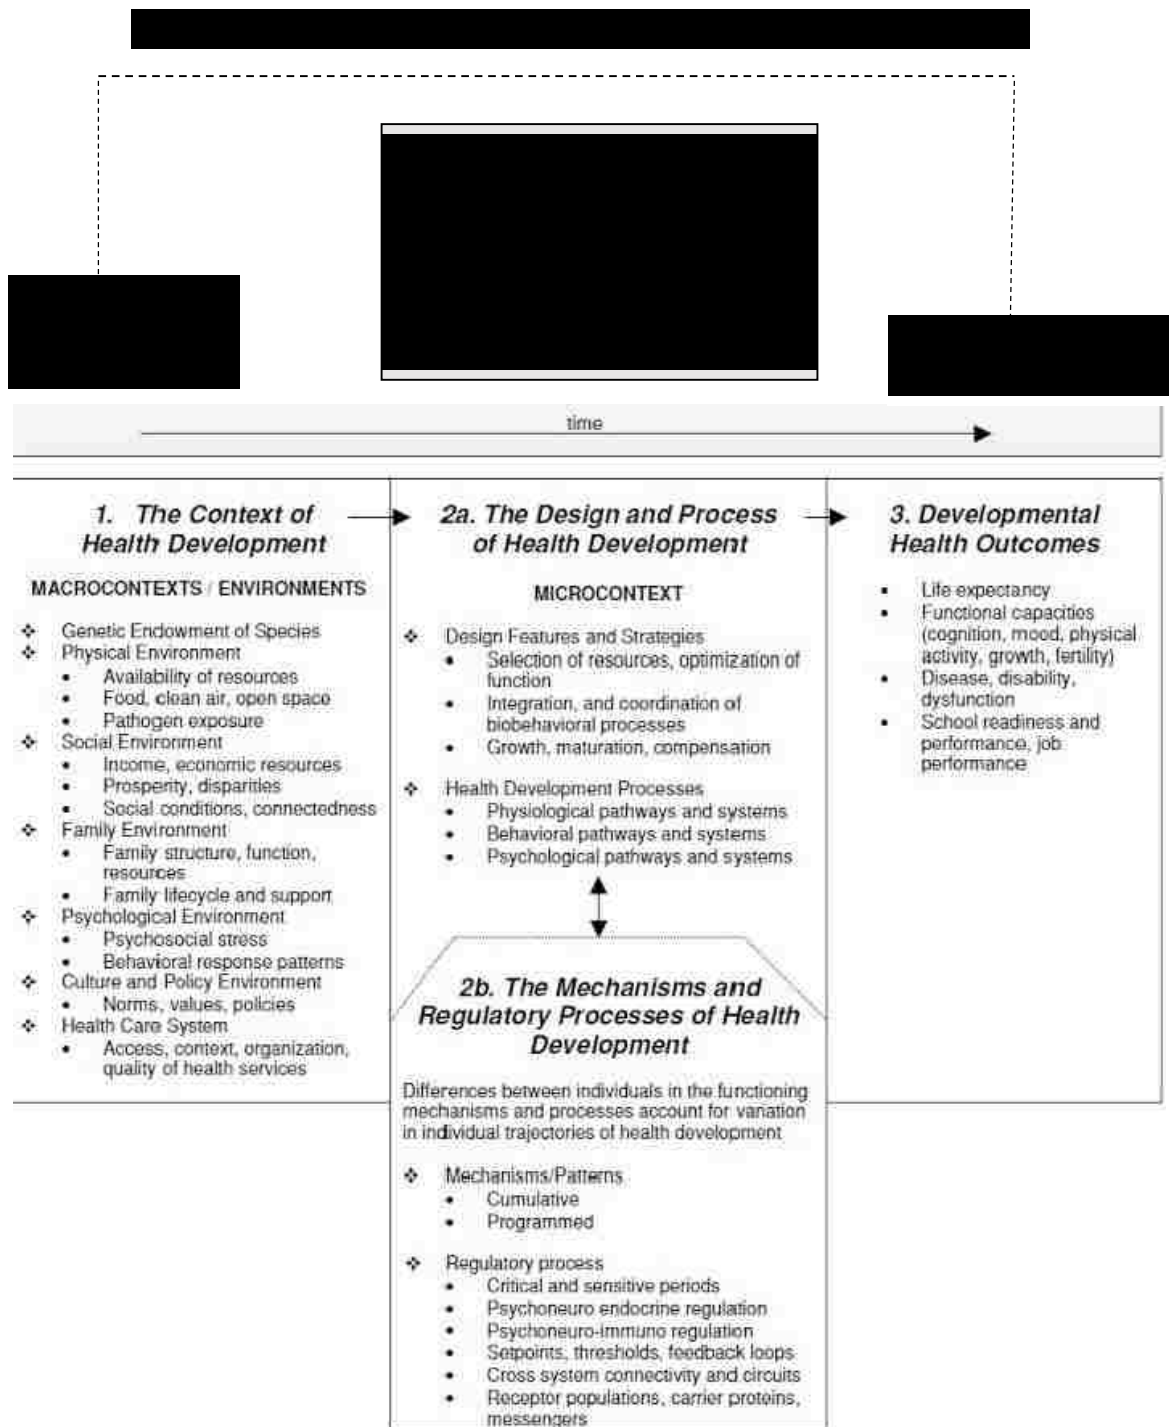 time
1. The Context of
Health Development
MACROCONTEXTS / ENVIRONMENTS
❖ Genetic Endowment of Species
❖ Physical Environment
• Availability of resources
• Food, clean air, open space
• Pathogen exposure
❖ Social Environment
• Income, economic resources
• Prosperity, disparities
• Social conditions, connectedness
❖ Family Environment
• Family structure, function,
resources
• Family lifecycle and support
❖ Psychological Environment
• Psychosocial stress
• Behavioral response patterns
❖ Culture and Policy Environment
• Norms, values, policies
❖ Health Care System
• Access, context, organization,
quality of health services
2a. The Design and Process
of Health Development
MICROCONTEXT
❖ Design Features and Strategies
• Selection of resources, optimization of
function
• Integration, and coordination of
biobehavioral processes
• Growth, maturation, compensation
❖ Health Development Processes
• Physiological pathways and systems
• Behavioral pathways and systems
• Psychological pathways and systems
2b. The Mechanisms and
Regulatory Processes of Health
Development
Differences between individuals in the functioning
mechanisms and processes account for variation
in individual trajectories of health development
❖ Mechanisms/Patterns
• Cumulative
• Programmed
❖ Regulatory process
• Critical and sensitive periods
• Psychoneuro endocrine regulation
• Psychoneuro-immuno regulation
• Setpoints, thresholds, feedback loops
• Cross system connectivity and circuits
• Receptor populations, carrier proteins,
messengers
3. Developmental
Health Outcomes
• Life expectancy
• Functional capacities
(cognition, mood, physical
activity, growth, fertility)
• Disease, disability,
dysfunction
• School readiness and
performance, job
performance